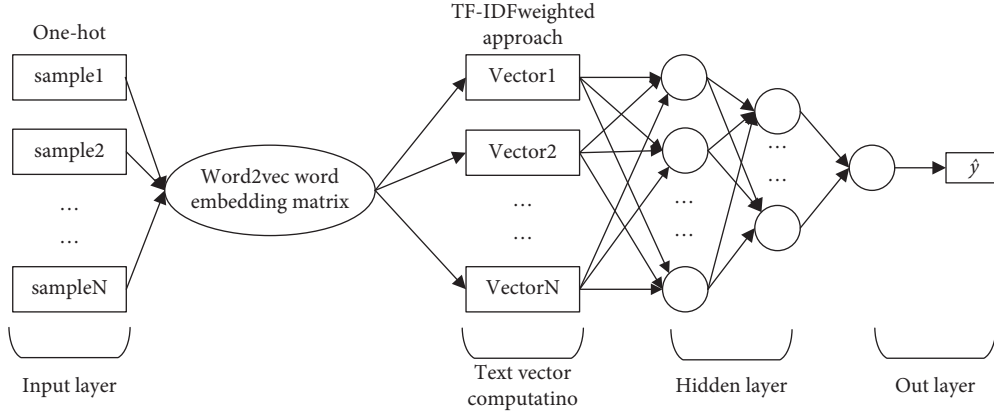 One-hot
sample1
sample2
…
…
sampleN
Input layer
Word2vec word
embedding matrix
TF-IDFweighted
approach
Vector1
Vector2
…
…
VectorN
Text vector
computatino
…
…
…
…
Hidden layer
ŷ
Out layer